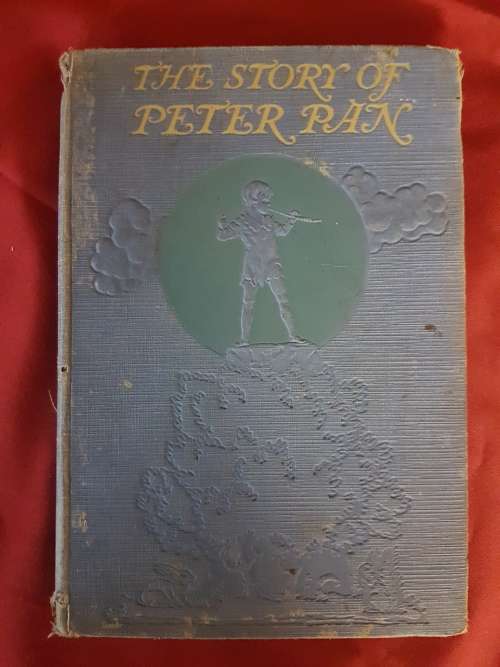 THE STORY OF
PETER PAN